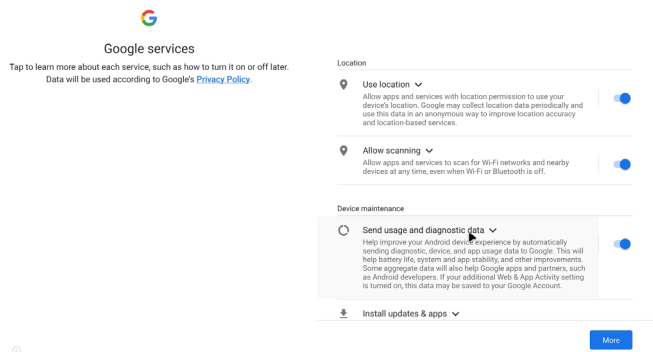 Google services
Tap to learn more about each service, such as how to turn it on or off later.
Data will be used according to Google's Privacy Policy.
Location
Use location
Allow apps and services with location permission to use your
device's location. Google may collect location data periodically and
use this data in an anonymous way to improve location accuracy
and location-based services.
Allow scanning
Allow apps and services to scan for Wi-Fi networks and nearby
devices at any time, even when Wi-Fi or Bluetooth is off.
Device maintenance
Send usage and diagnostic data
Help improve your Android device experience by automatically
sending diagnostic, device, and app usage data to Google. This will
help battery life, system and app stability, and other improvements.
Some aggregate data will also help Google apps and partners, such
as Android developers. If your additional Web & App Activity setting
is turned on, this data may be saved to your Google Account.
Install updates & apps
More